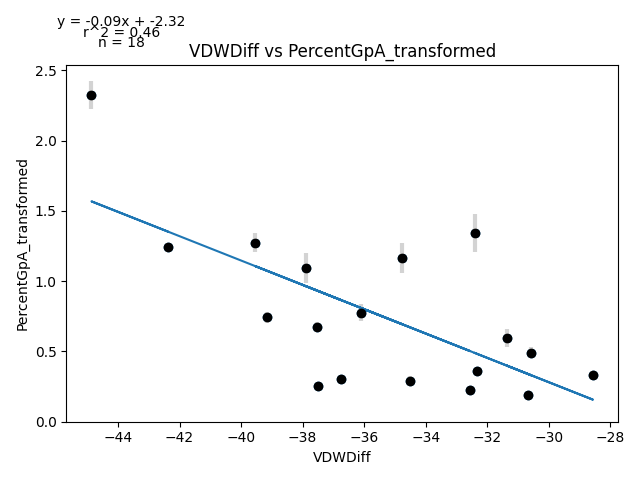 y = -0.09x + -2.32
r^2 = 0.46
n = 18
VDWDiff vs PercentGpA_transformed
PercentGpA_transformed
2.5
2.0
1.5
1.0
0.5
0.0
−44
−42
−40
−38
−36
−34
−32
−30
−28
VDWDiff